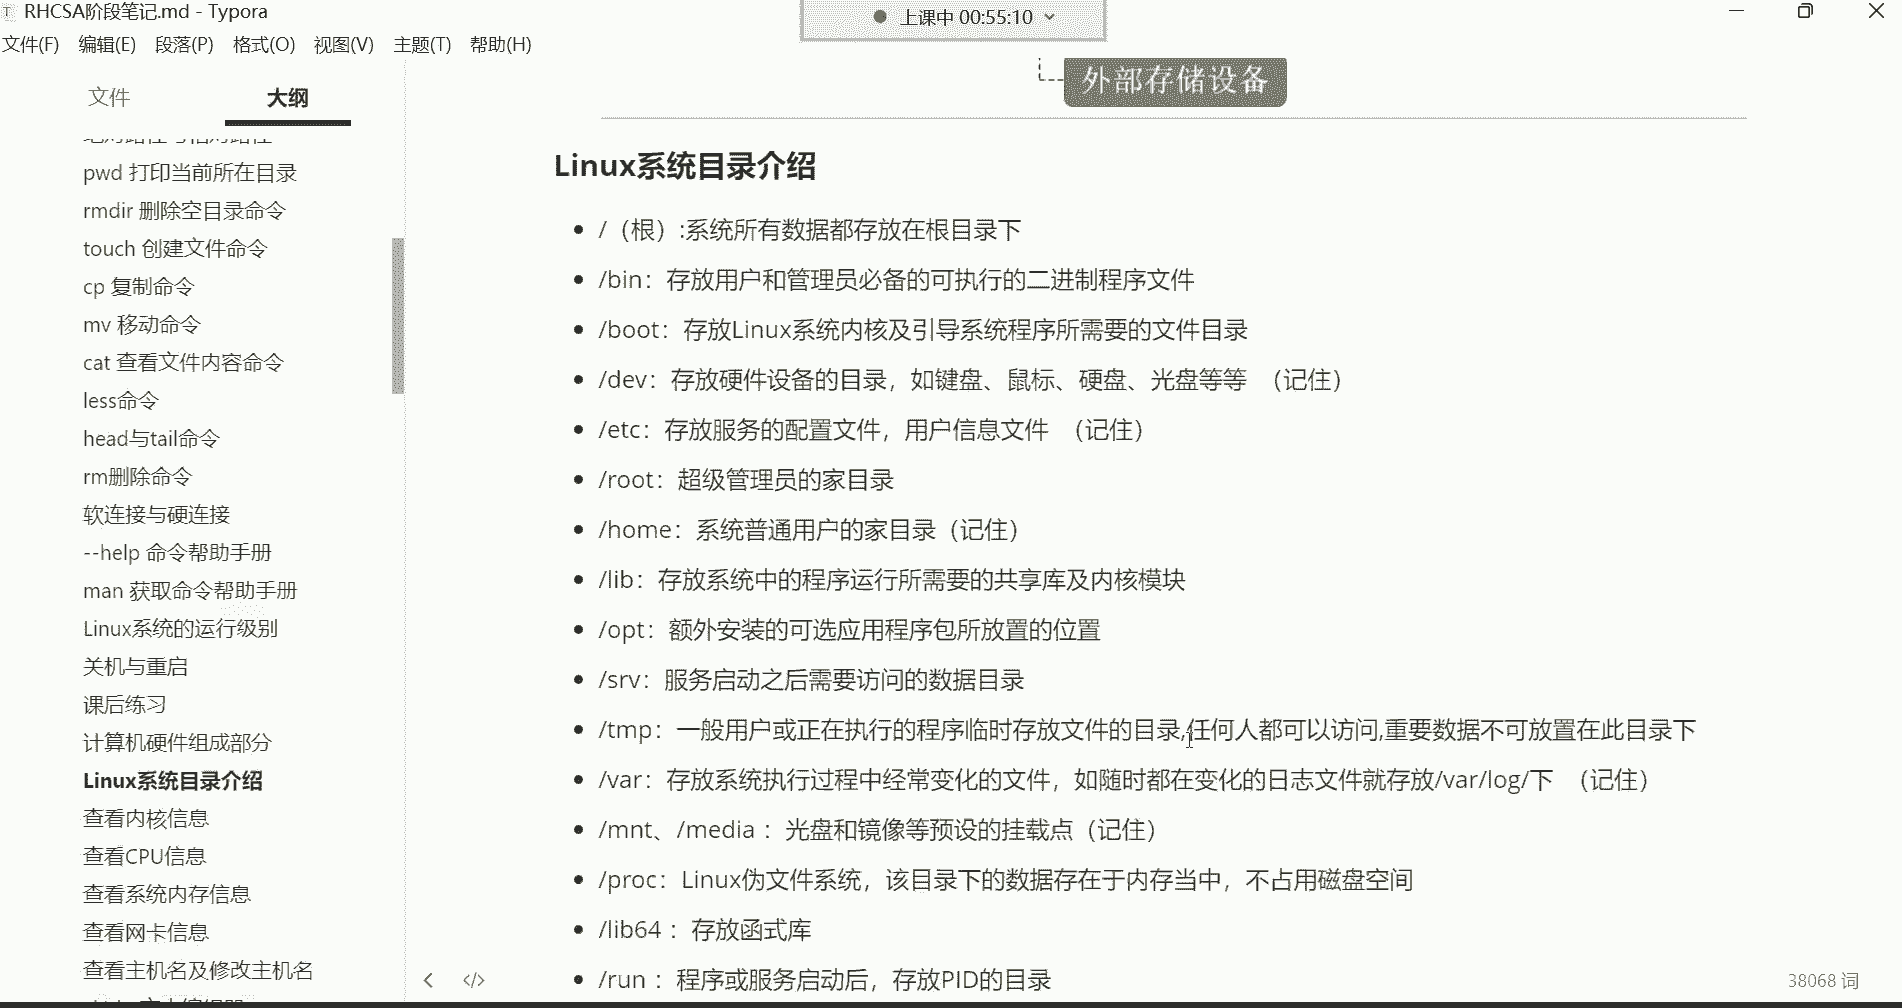 RHCSA阶段笔记.md - Typora
上课中 00:55:10
文件(F) 编辑(E) 段落(P) 格式(O) 视图(V) 主题(T) 帮助(H)
文件 大纲
pwd 打印当前所在目录
rmdir 删除空目录命令
touch 创建文件命令
cp 复制命令
mv 移动命令
cat 查看文件内容命令
less命令
head与tail命令
rm删除命令
软连接与硬连接
--help 命令帮助手册
man 获取命令帮助手册
Linux系统的运行级别
关机与重启
课后练习
计算机硬件组成部分
Linux系统目录介绍
查看内核信息
查看CPU信息
查看系统内存信息
查看网卡信息
查看主机名及修改主机名
外部存储设备
Linux系统目录介绍
/（根）:系统所有数据都存放在根目录下
/bin：存放用户和管理员必备的可执行的二进制程序文件
/boot：存放Linux系统内核及引导系统程序所需要的文件目录
/dev：存放硬件设备的目录，如键盘、鼠标、硬盘、光盘等等 （记住）
/etc：存放服务的配置文件，用户信息文件 （记住）
/root：超级管理员的家目录
/home：系统普通用户的家目录（记住）
/lib：存放系统中的程序运行所需要的共享库及内核模块
/opt：额外安装的可选应用程序包所放置的位置
/srv：服务启动之后需要访问的数据目录
/tmp：一般用户或正在执行的程序临时存放文件的目录,任何人都可以访问,重要数据不可放置在此目录下
/var：存放系统执行过程中经常变化的文件，如随时都在变化的日志文件就存放/var/log/下 （记住）
/mnt、/media ：光盘和镜像等预设的挂载点（记住）
/proc：Linux伪文件系统，该目录下的数据存在于内存当中，不占用磁盘空间
/lib64 ：存放函式库
/run ：程序或服务启动后，存放PID的目录
38068 词